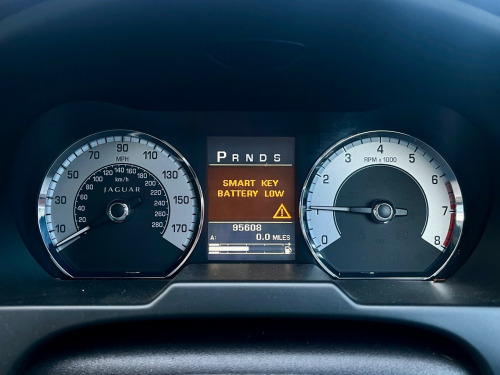 MPH
km/h
JAGUAR
10 30 50 70 90 110 130 150 170
20 40 60 80 100 120 140 160 180 200 220 240 260 280
P R N D S
SMART KEY
BATTERY LOW
95608
A: 0.0 MILES
RPM x 1000
0 1 2 3 4 5 6 7 8